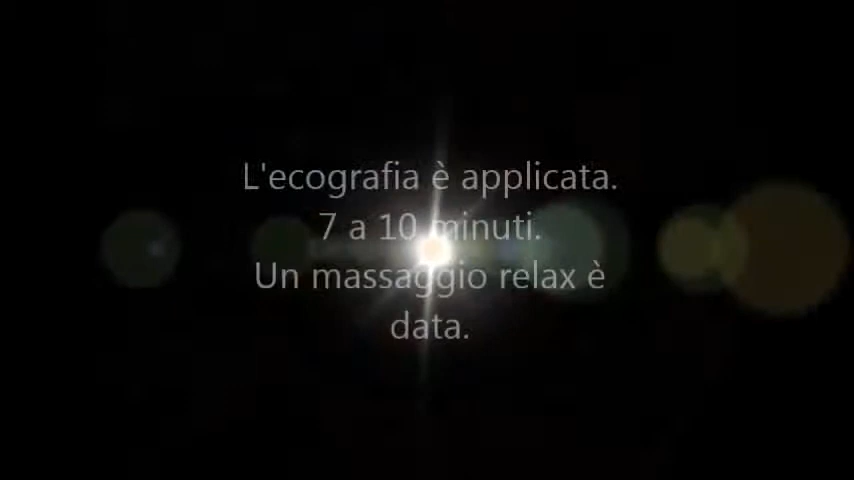 L'ecografia è applicata.
7 a 10 minuti.
Un massaggio relax è
data.